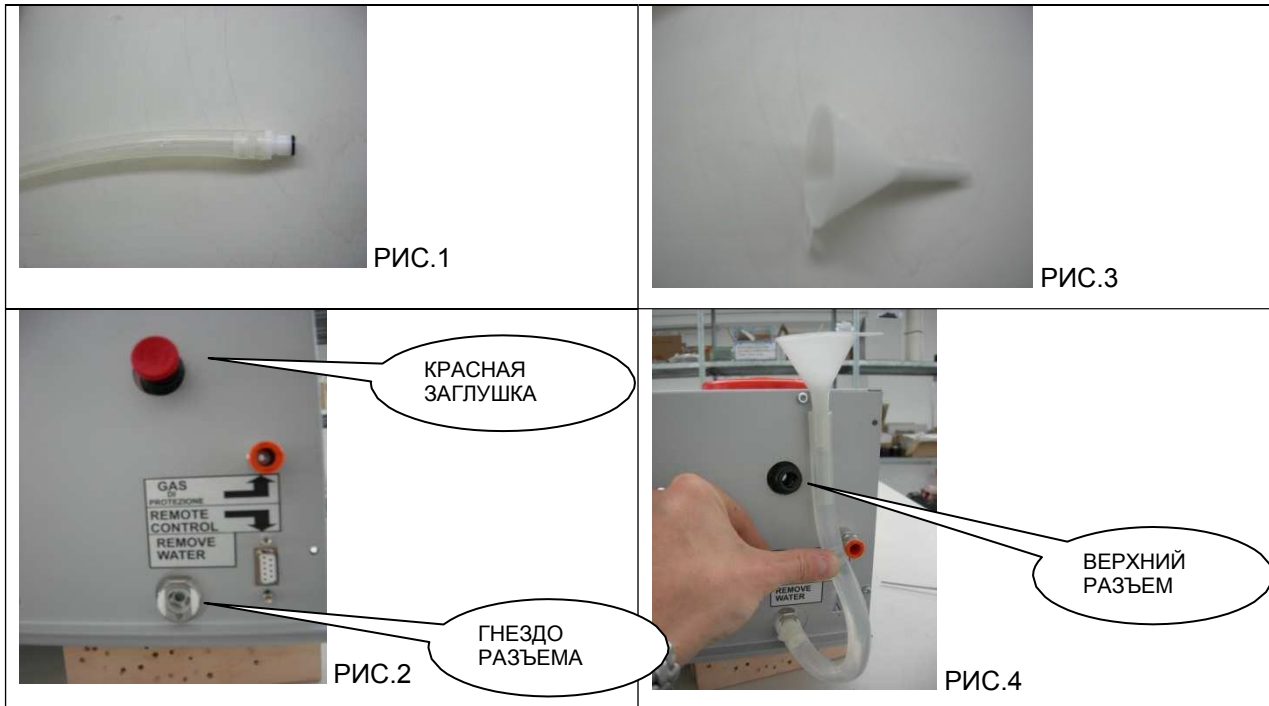 РИС.1
РИС.3
КРАСНАЯ
ЗАГЛУШКА
GAS
DI
PROTEZIONE
REMOTE
CONTROL
REMOVE
WATER
ГНЕЗДО
РАЗЪЕМА
РИС.2
REMOVE
WATER
ВЕРХНИЙ
РАЗЪЕМ
РИС.4